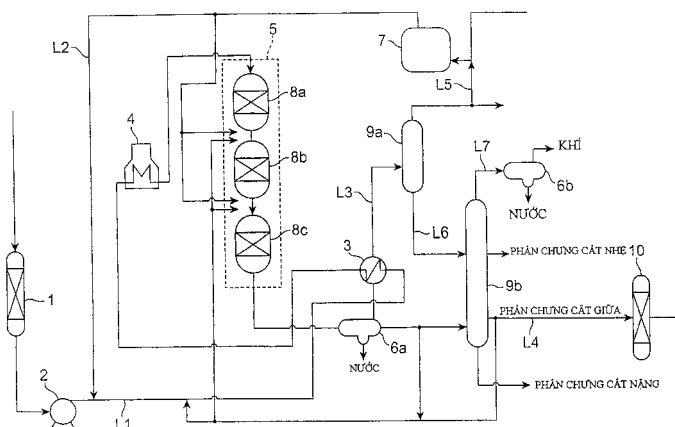 5
7
L2
8a
L5
4
9a
L7
KHÍ
6b
8b
L3
NƯỚC
L6
8c
3
PHẦN CHƯNG CẤT NHẸ
10
1
9b
PHẦN CHƯNG CẤT GIỮA
L4
6a
NƯỚC
2
PHẦN CHƯNG CẤT NẶNG
L1